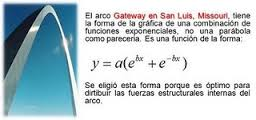 El arco Gateway en San Luis, Missouri, tiene
la forma de la gráfica de una combinación de
funciones exponenciales, no una parábola
como parecería. Es una función de la forma:
y = a(e^{bx} + e^{-bx})
Se eligió esta forma porque es óptimo para
dirtibuir las fuerzas estructurales internas del
arco.